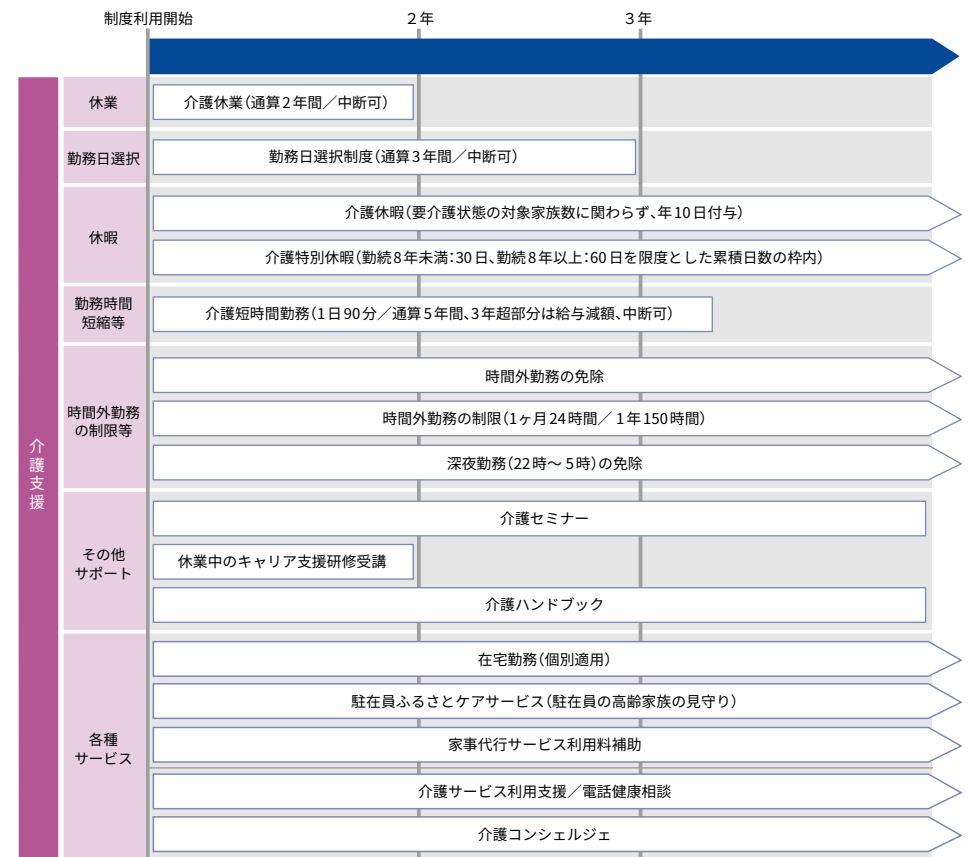 制度利用開始
2年
3年
介護支援
休業
介護休業(通算2年間／中断可)
勤務日選択
勤務日選択制度(通算3年間／中断可)
休暇
介護休暇(要介護状態の対象家族数に関わらず、年10日付与)
介護特別休暇(勤続8年未満:30日、勤続8年以上:60日を限度とした累積日数の枠内)
勤務時間
短縮等
介護短時間勤務(1日90分／通算5年間、3年超部分は給与減額、中断可)
時間外勤務
の制限等
時間外勤務の免除
時間外勤務の制限(1ヶ月24時間／ 1年150時間)
深夜勤務(22時～ 5時)の免除
その他
サポート
介護セミナー
休業中のキャリア支援研修受講
介護ハンドブック
各種
サービス
在宅勤務(個別適用)
駐在員ふるさとケアサービス(駐在員の高齢家族の見守り)
家事代行サービス利用料補助
介護サービス利用支援／電話健康相談
介護コンシェルジェ